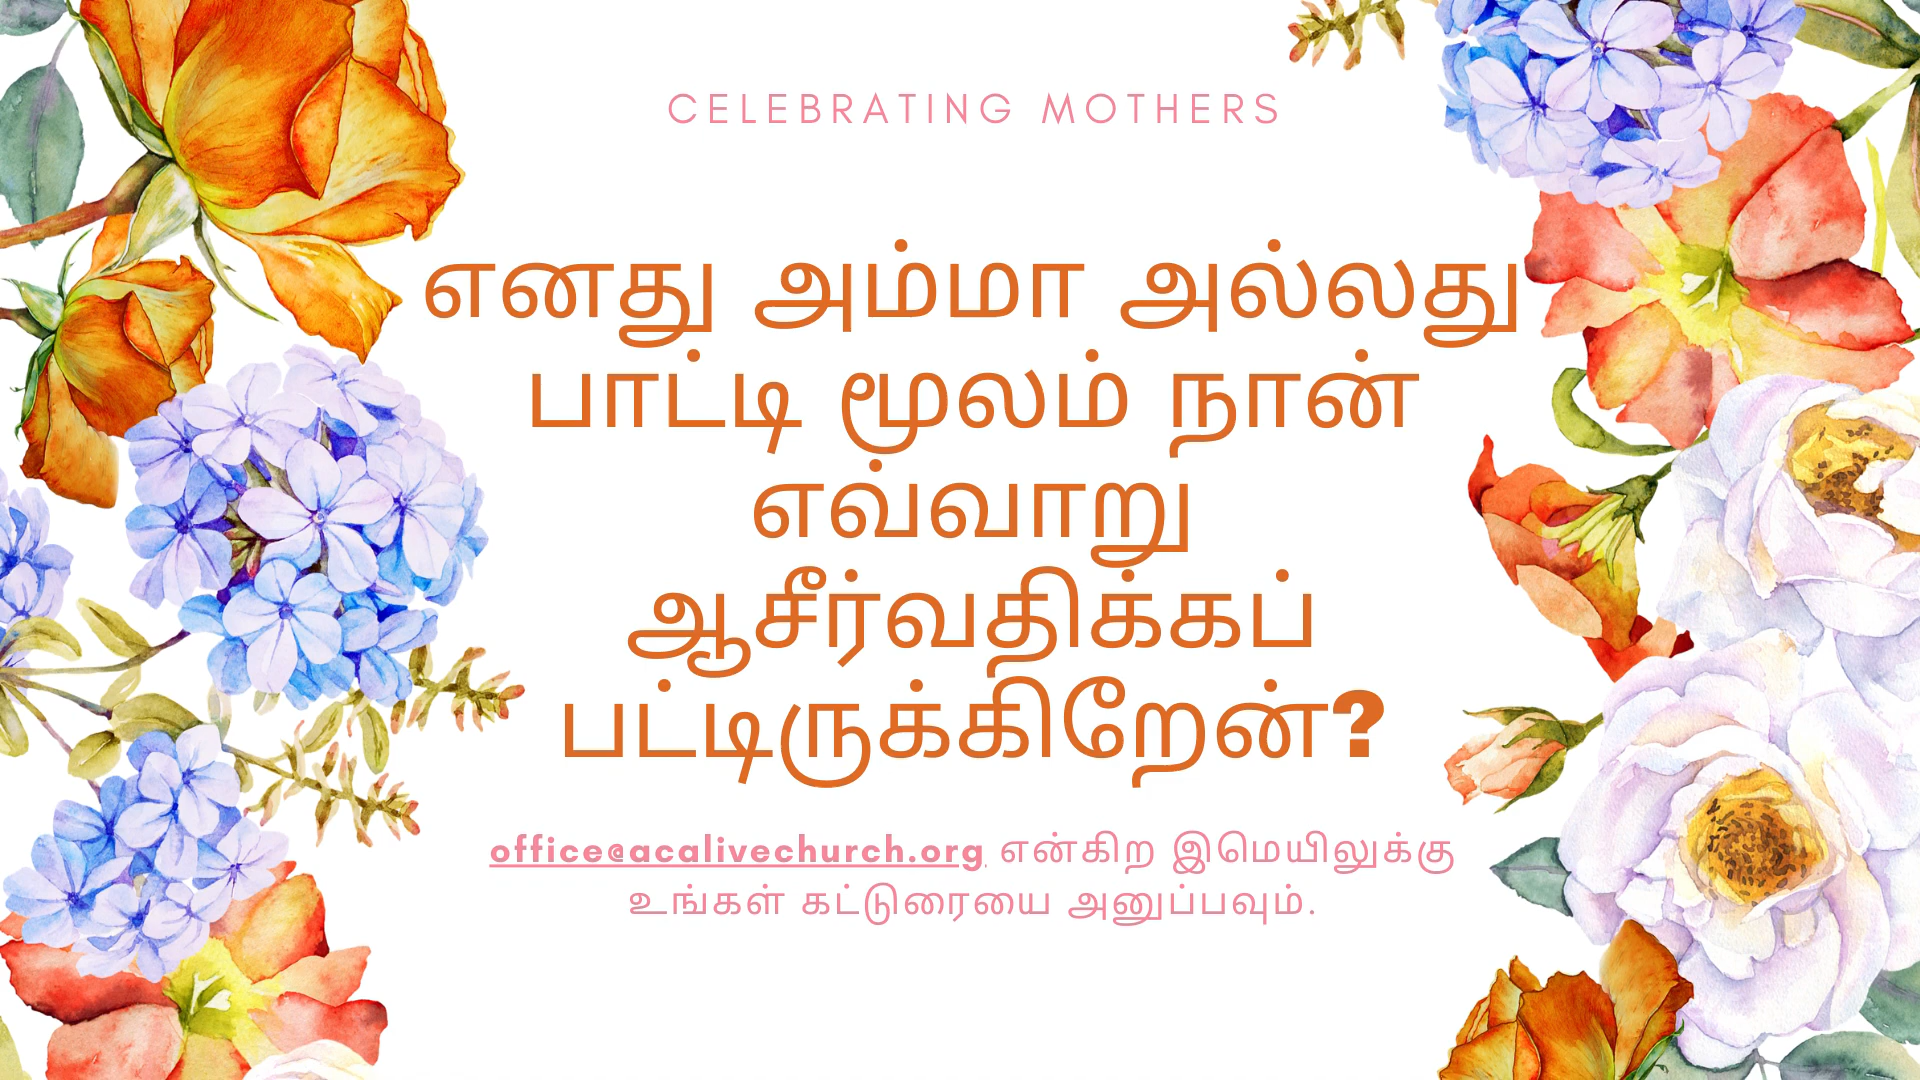 CELEBRATING MOTHERS
எனது அம்மா அல்லது
பாட்டி மூலம் நான்
எவ்வாறு
ஆசீர்வதிக்கப்
பட்டிருக்கிறேன்?
office@acalivechurch.org என்கிற இமெயிலுக்கு
உங்கள் கட்டுரையை அனுப்பவும்.